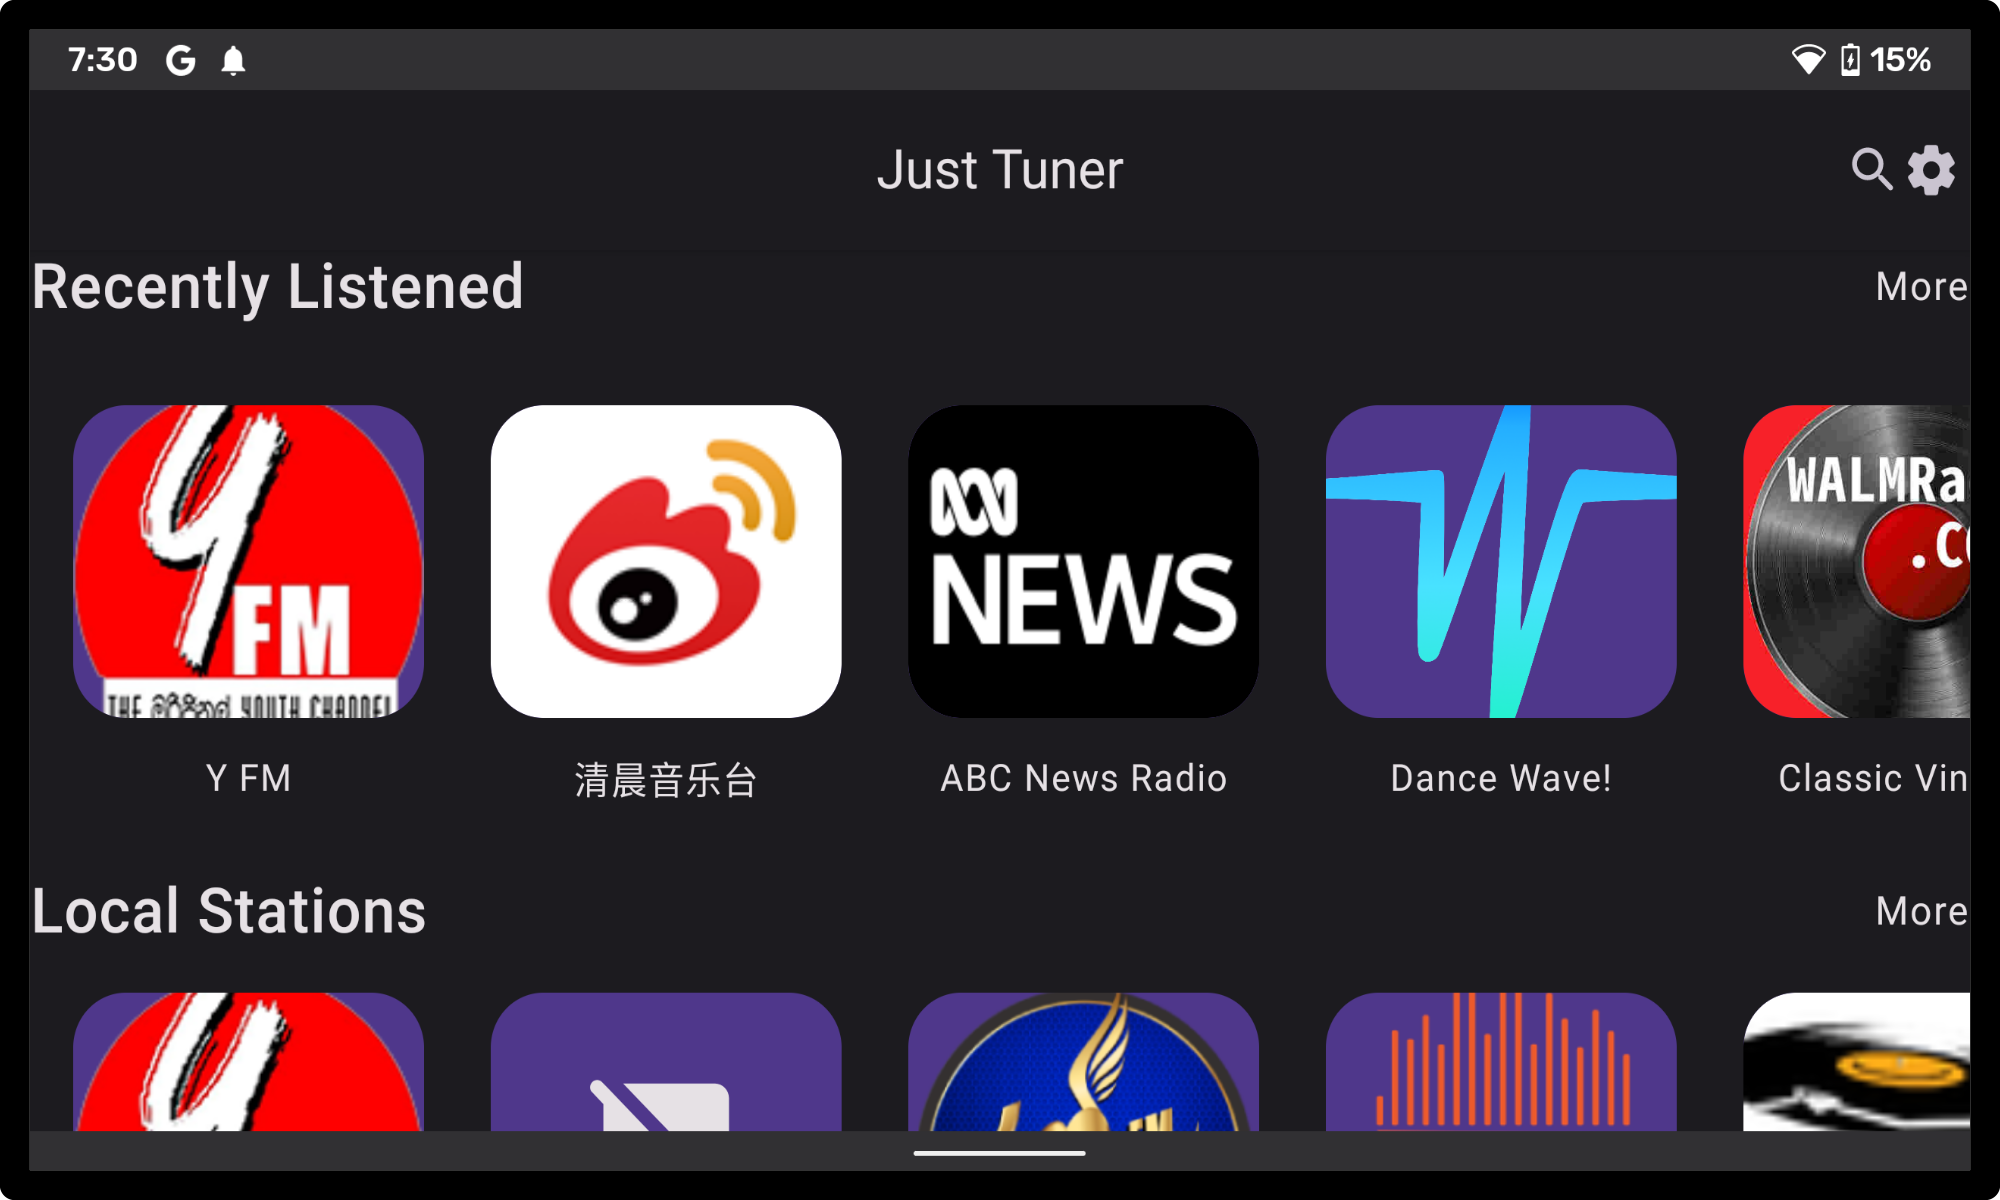 7:30
15%
Just Tuner
Recently Listened
More
Y
FM
THE YOUTH CHANNEL
NEWS
WALMRa
.C
Y FM
清晨音乐台
ABC News Radio
Dance Wave!
Classic Vin
Local Stations
More